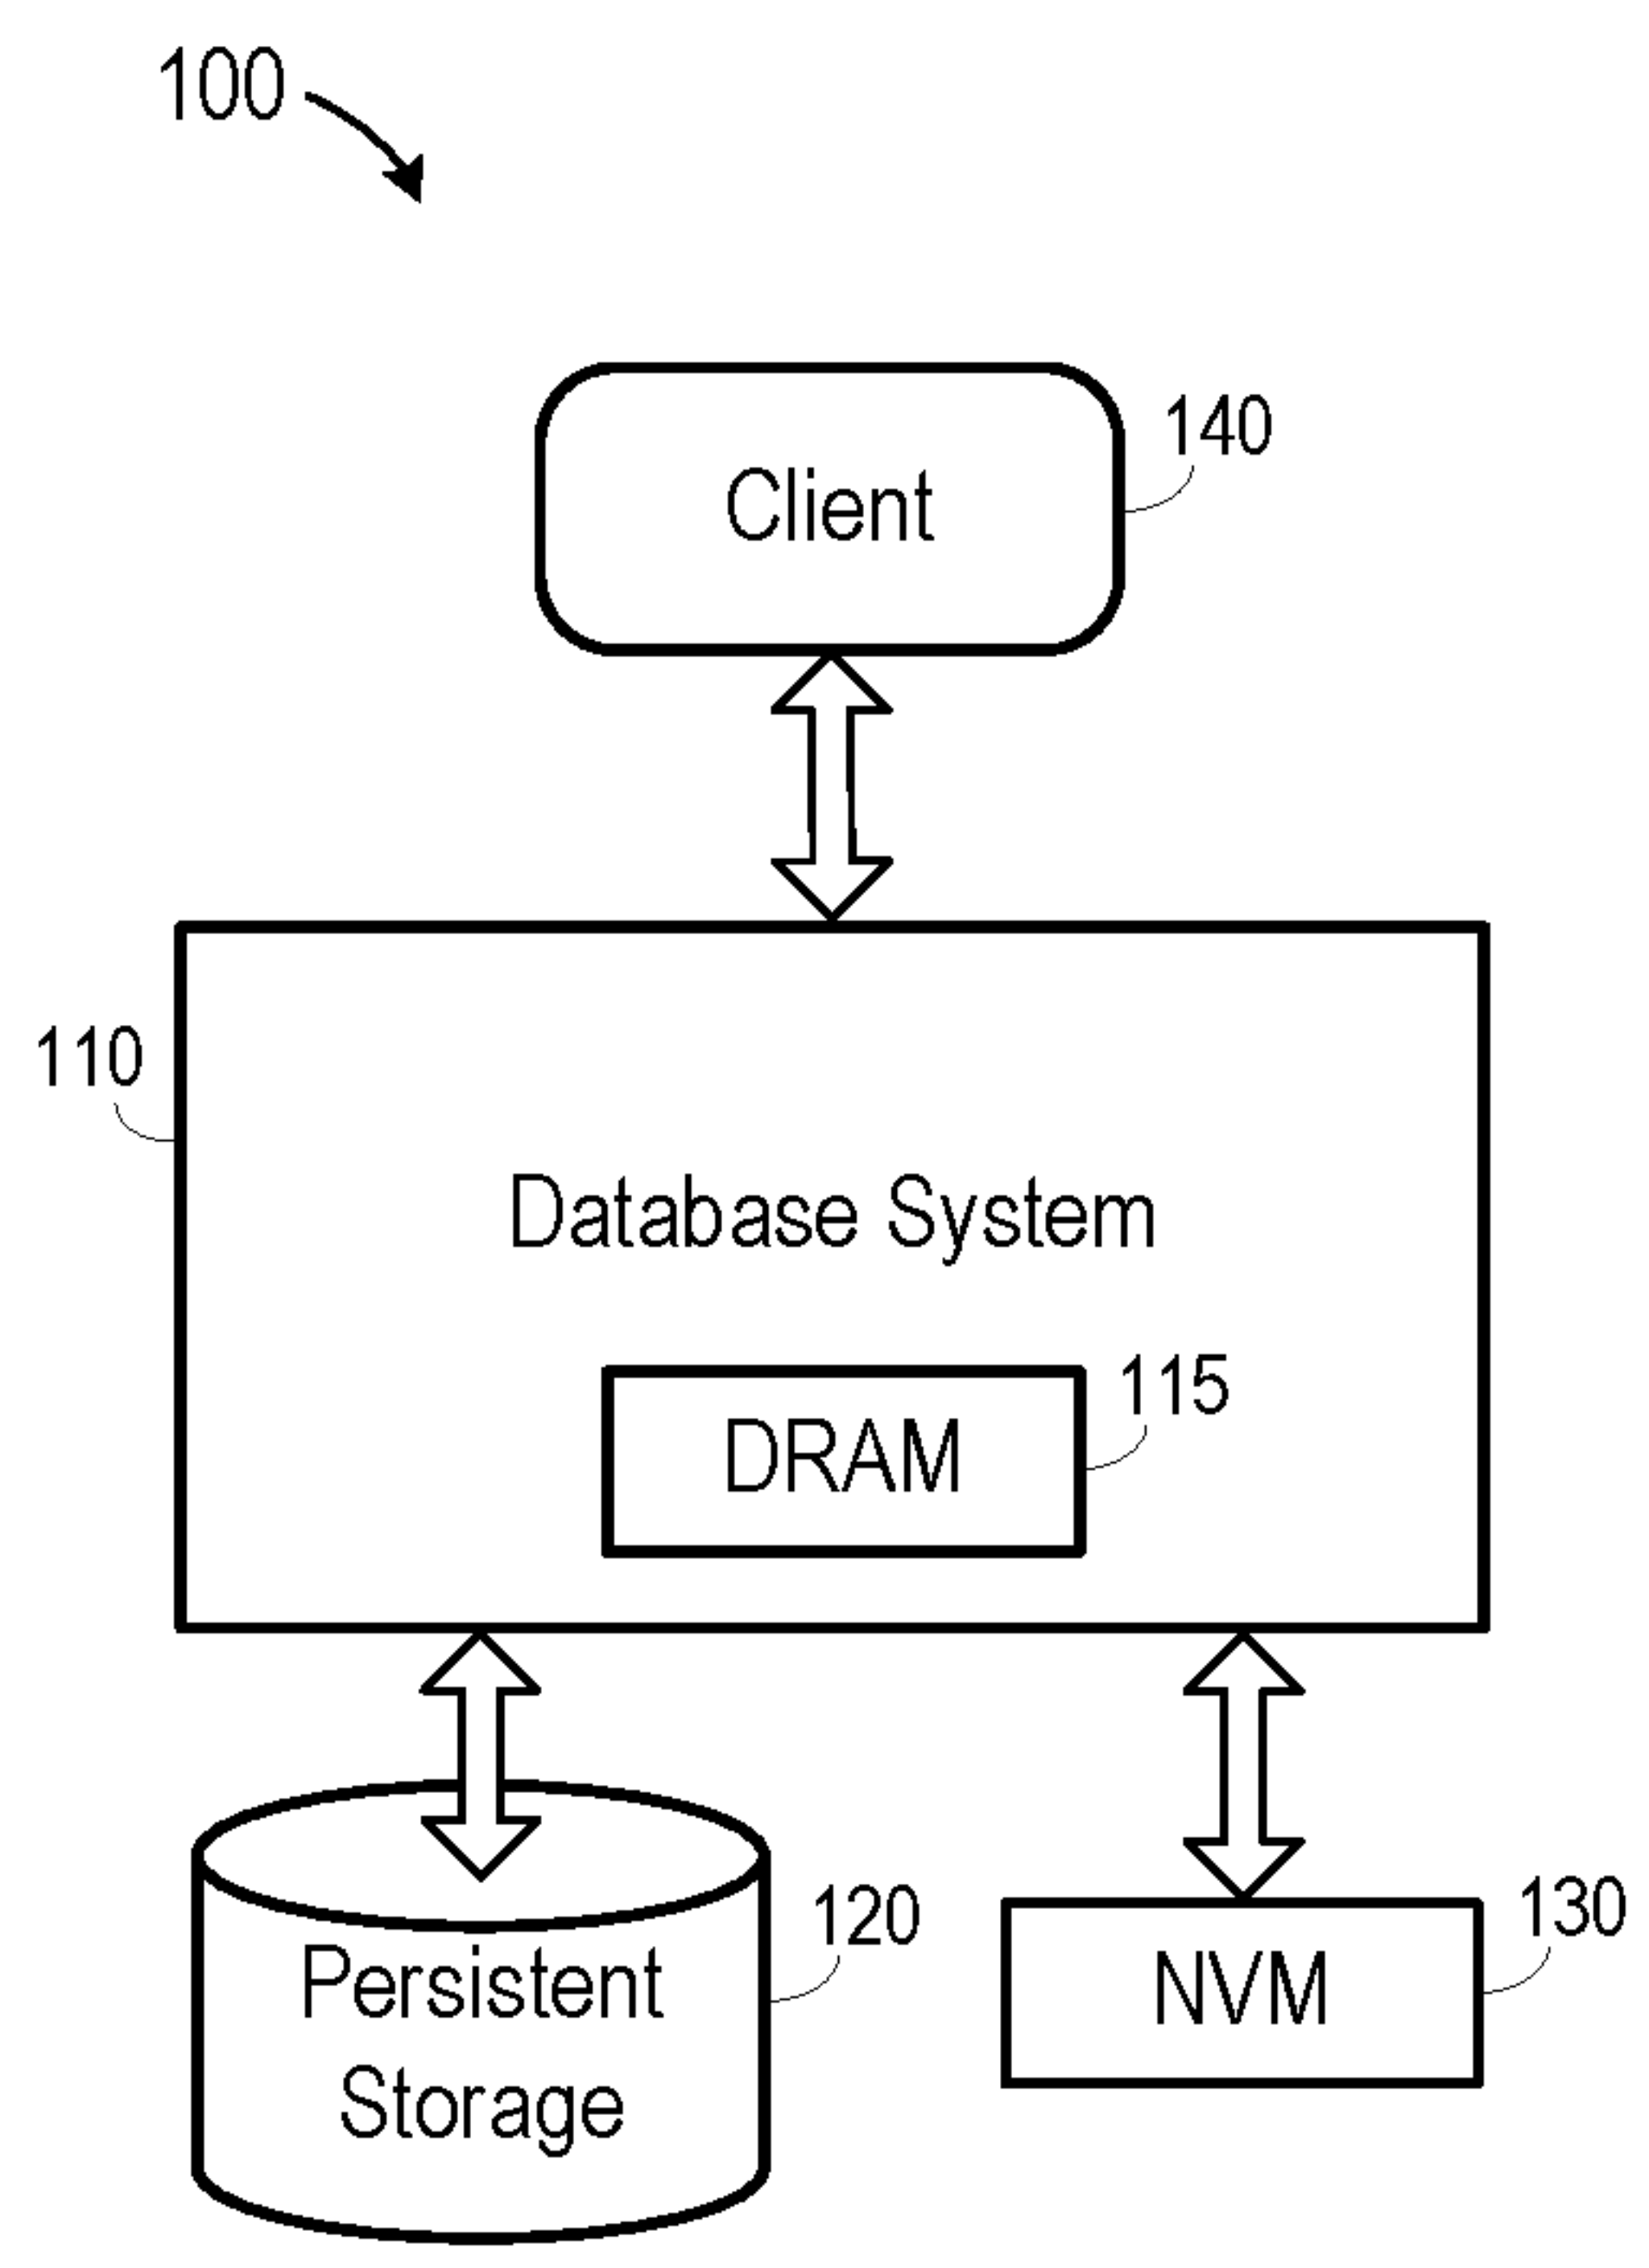 100
Client
140
110
Database System
DRAM
115
Persistent
Storage
120
NVM
130